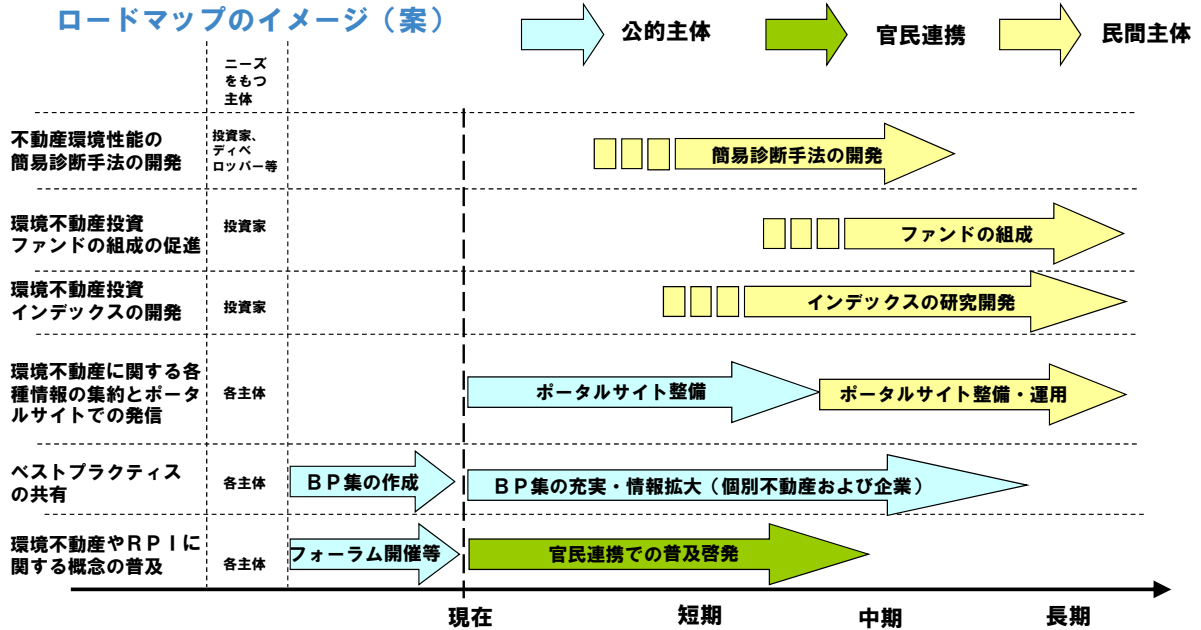 ロードマップのイメージ（案）
公的主体
官民連携
民間主体
ニーズ
をもつ
主体
不動産環境性能の
簡易診断手法の開発
投資家、
ディベ
ロッパー等
簡易診断手法の開発
環境不動産投資
ファンドの組成の促進
投資家
ファンドの組成
環境不動産投資
インデックスの開発
投資家
インデックスの研究開発
環境不動産に関する各
種情報の集約とポータ
ルサイトでの発信
各主体
ポータルサイト整備
ポータルサイト整備・運用
ベストプラクティス
の共有
各主体
ＢＰ集の作成
ＢＰ集の充実・情報拡大（個別不動産および企業）
環境不動産やＲＰＩに
関する概念の普及
各主体
フォーラム開催等
官民連携での普及啓発
現在
短期
中期
長期